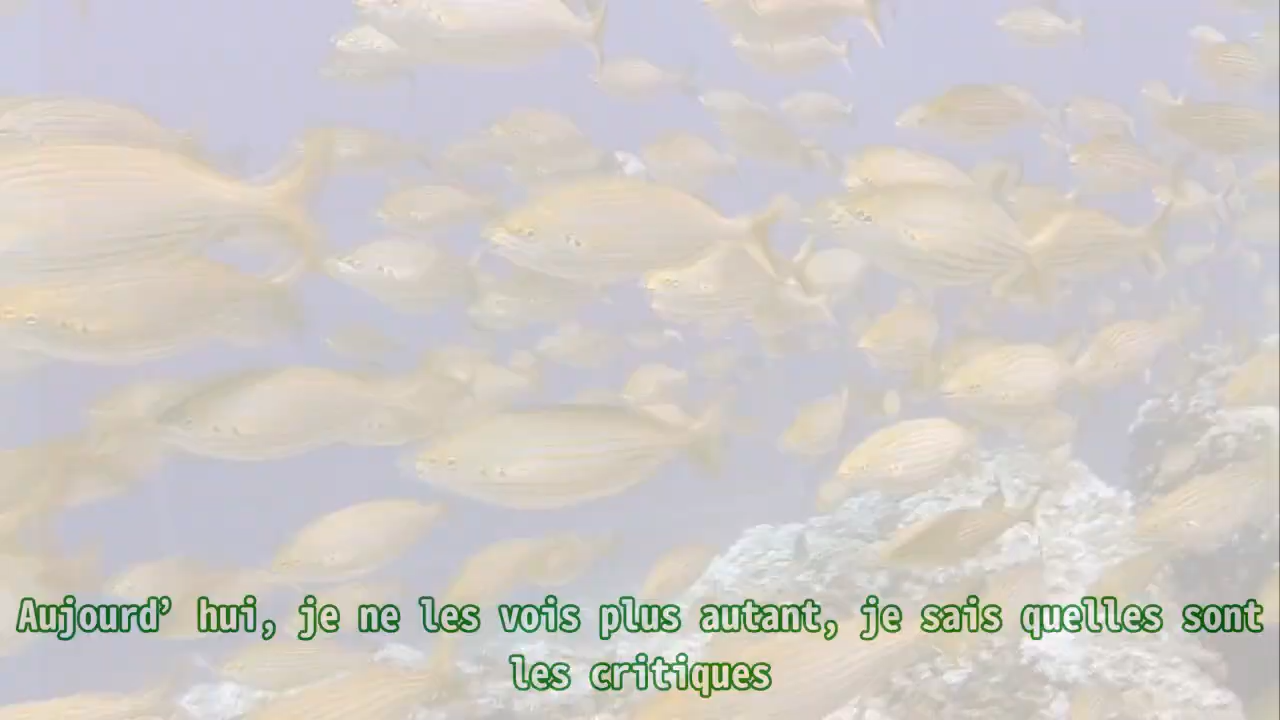 Aujourd’ hui, je ne les vois plus autant, je sais quelles sont
les critiques